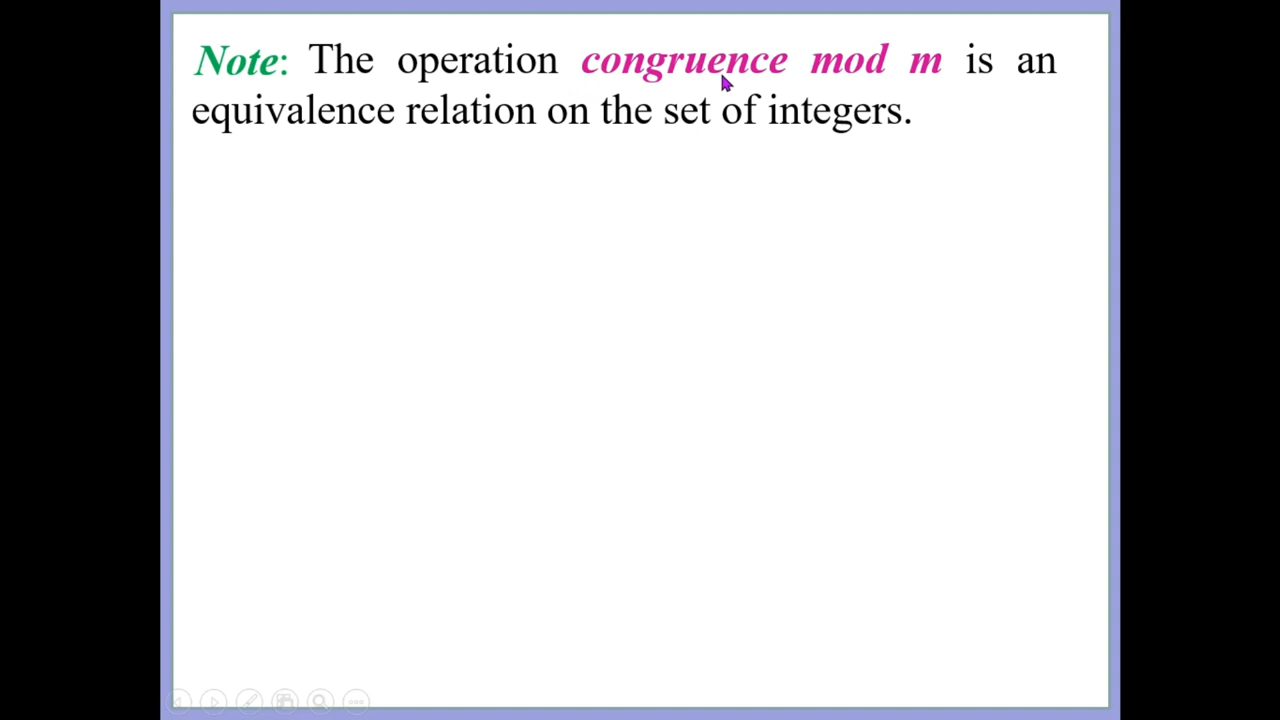 Note: The operation congruence mod m is an
equivalence relation on the set of integers.